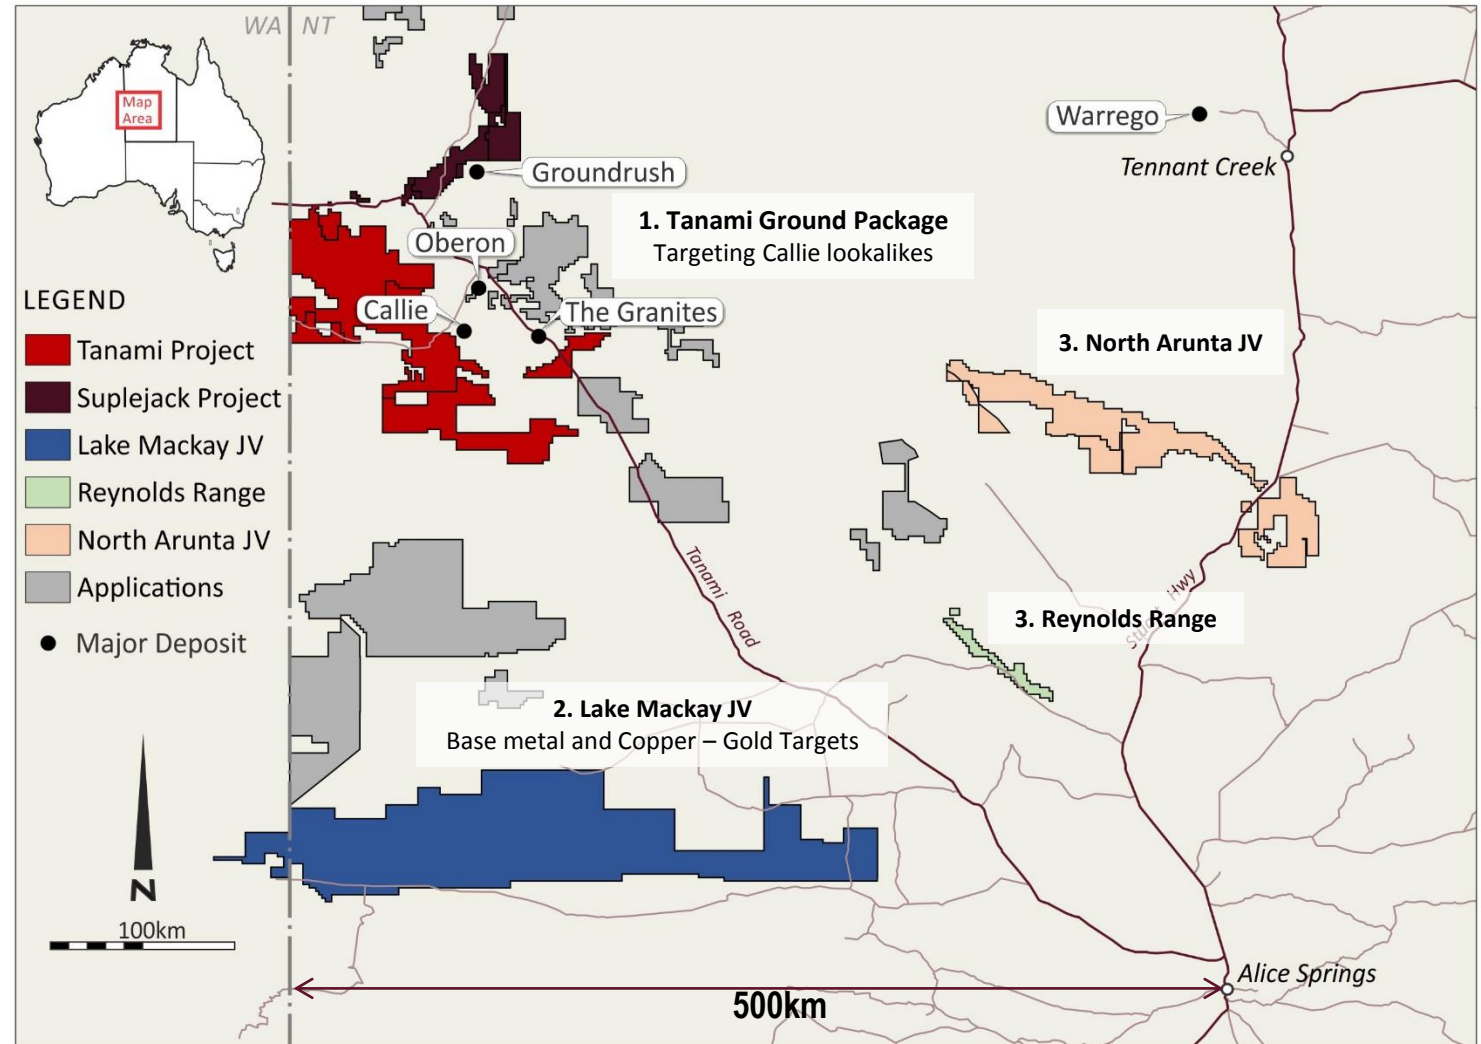 WA NT
Map
Area
Warrego
Tennant Creek
Groundrush
1. Tanami Ground Package
Targeting Callie lookalikes
Oberon
Callie
The Granites
LEGEND
Tanami Project
Suplejack Project
Lake Mackay JV
Reynolds Range
North Arunta JV
Applications
Major Deposit
3. North Arunta JV
Tanami Road
3. Reynolds Range
Stuart Hwy
2. Lake Mackay JV
Base metal and Copper – Gold Targets
N
100km
Alice Springs
500km